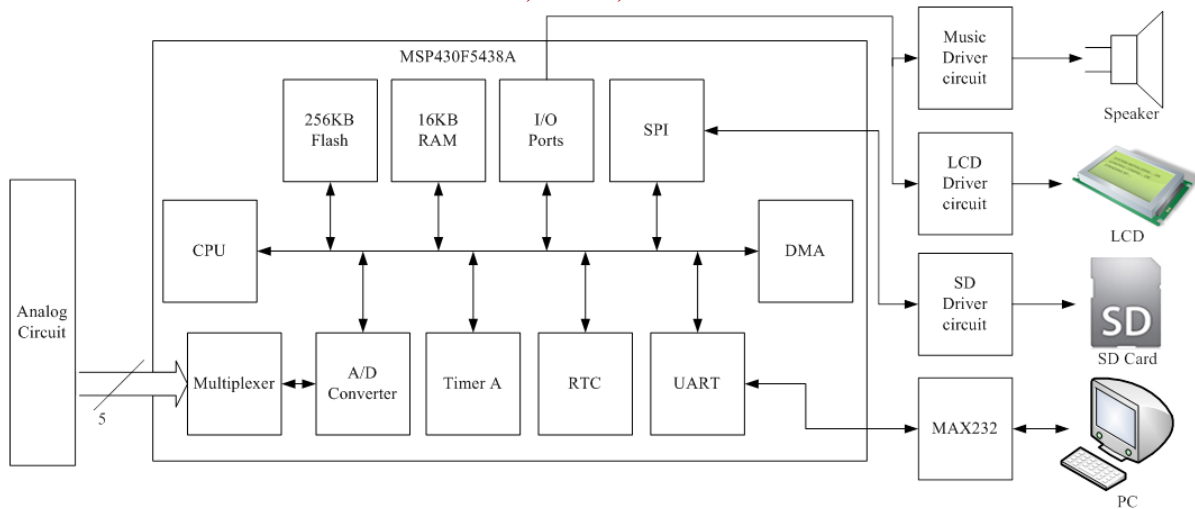 MSP430F5438A
256KB
Flash
16KB
RAM
I/O
Ports
SPI
CPU
DMA
Analog
Circuit
5
Multiplexer
A/D
Converter
Timer A
RTC
UART
Music
Driver
circuit
Speaker
LCD
Driver
circuit
LCD
SD
Driver
circuit
SD
SD Card
MAX232
PC